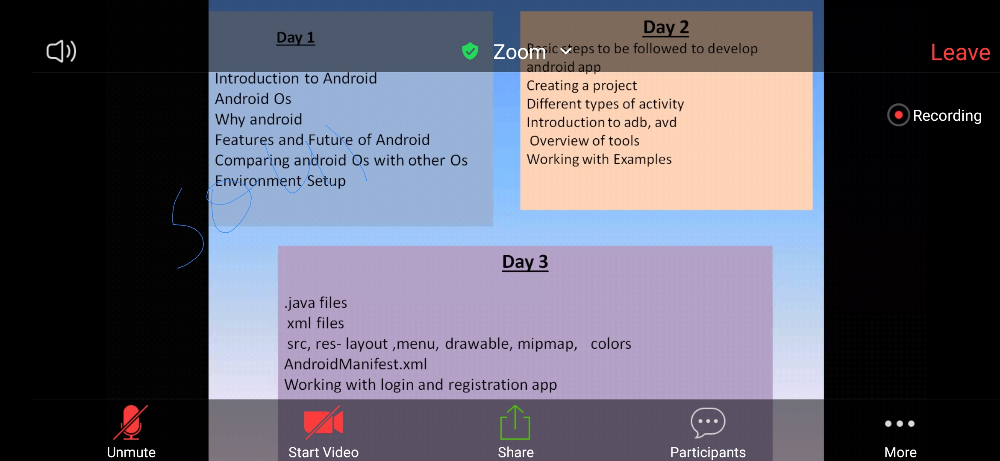 Zoom
Leave
Recording
Day 1
Introduction to Android
Android Os
Why android
Features and Future of Android
Comparing android Os with other Os
Environment Setup
Day 2
Basic steps to be followed to develop
android app
Creating a project
Different types of activity
Introduction to adb, avd
Overview of tools
Working with Examples
Day 3
.java files
xml files
src, res- layout ,menu, drawable, mipmap, colors
AndroidManifest.xml
Working with login and registration app
Unmute
Start Video
Share
Participants
More